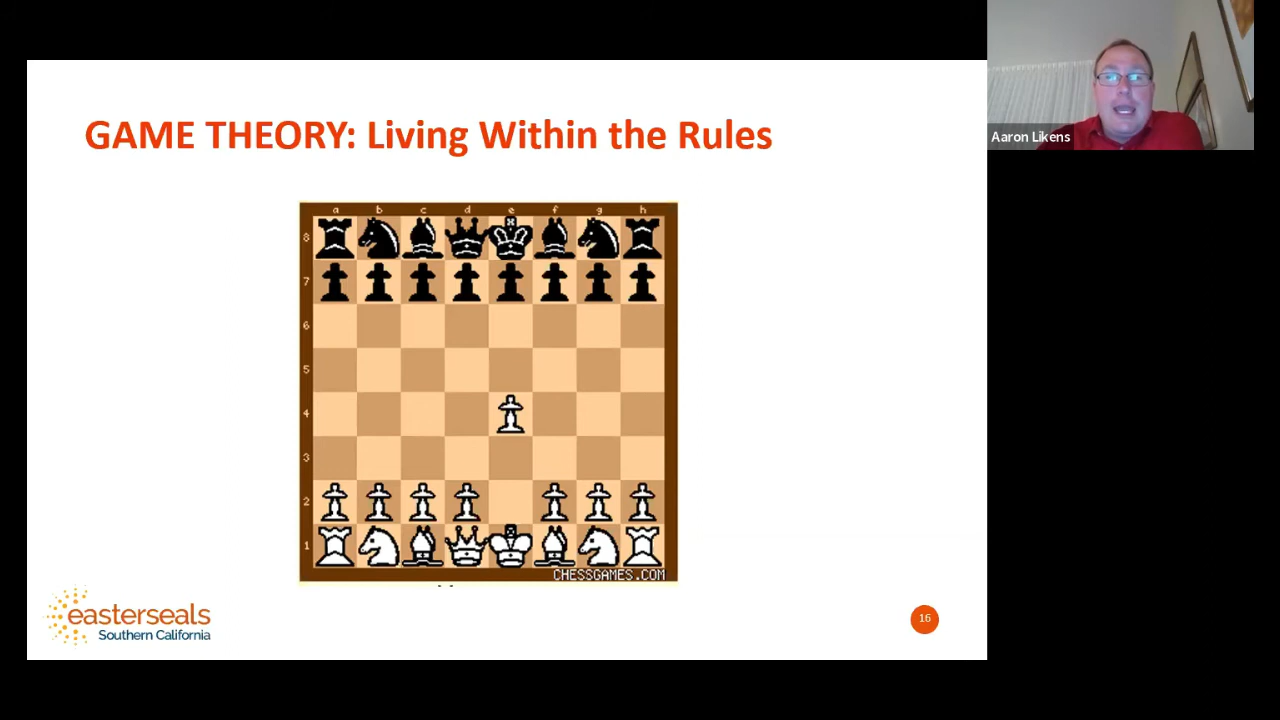 GAME THEORY: Living Within the Rules
a b c d e f g h
8
7
6
5
4
3
2
1
CHESSGAMES.COM
easterseals
Southern California
16
Aaron Likens